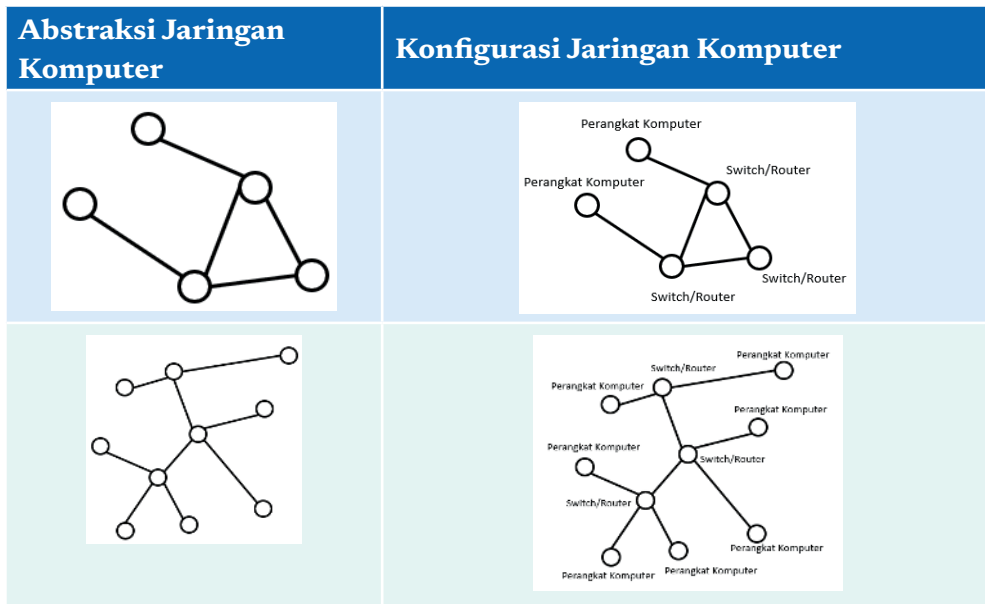 Abstraksi Jaringan
Komputer
Konfigurasi Jaringan Komputer
Perangkat Komputer
Switch/Router
Perangkat Komputer
Switch/Router
Switch/Router
Perangkat Komputer
Switch/Router
Perangkat Komputer
Perangkat Komputer
Perangkat Komputer
Switch/Router
Switch/Router
Perangkat Komputer
Perangkat Komputer
Perangkat Komputer